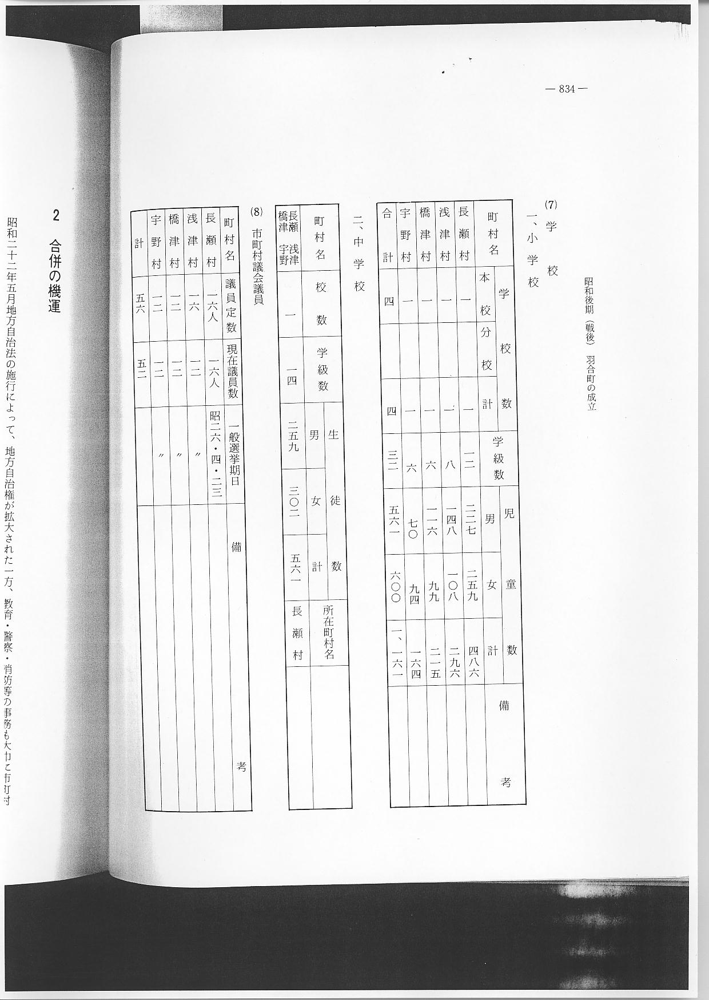 — 834 —
昭和後期（戦後） 羽合町の成立
(7) 学校
一、小学校
町村名 学校数 本校 分校 計 学級数 児童数 男 女 計 備考
長瀬村 一 一 一二 二二七 二五九 四八六
浅津村 一 一 八 一四八 一〇八 二九六
橋津村 一 一 六 一一六 九九 二一五
宇野村 一 一 六 七〇 九四 一六四
合計 四 四 三二 五六一 六〇〇 一、一六一
二、中学校
町村名 校数 学級数 生徒数 男 女 計 所在町村名
長瀬 浅津
橋津 宇野 一 一四 二五九 三〇二 五六一 長瀬村
(8) 市町村議会議員
町村名 議員定数 現在議員数 一般選挙期日 備考
長瀬村 一六人 一六人 昭二六・四・二三
浅津村 一六 一二 〃
橋津村 一二 一二 〃
宇野村 一二 一二 〃
計 五六 五二
2 合併の機運
昭和二十二年五月地方自治法の施行によって、地方自治権が拡大された一方、教育・警察・消防等の事務も大巾に市町村